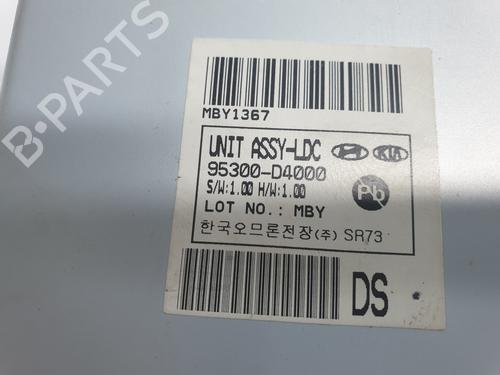 B-PARTS
MBY1367
UNIT ASSY-LDC
KIA
95300-D4000
S/W:1.00 H/W:1.00
Pb
LOT NO.: MBY
한국오므론전장(주) SR73
DS